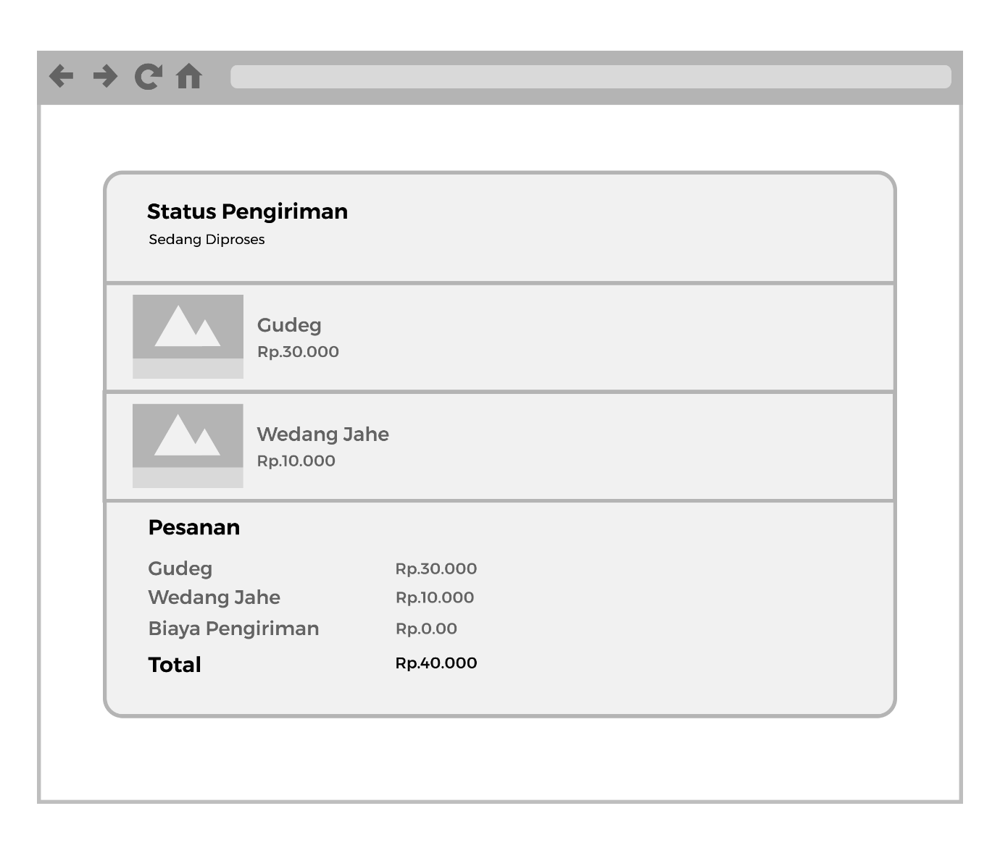 Status Pengiriman
Sedang Diproses
Gudeg
Rp.30.000
Wedang Jahe
Rp.10.000
Pesanan
Gudeg Rp.30.000
Wedang Jahe Rp.10.000
Biaya Pengiriman Rp.0.00
Total Rp.40.000